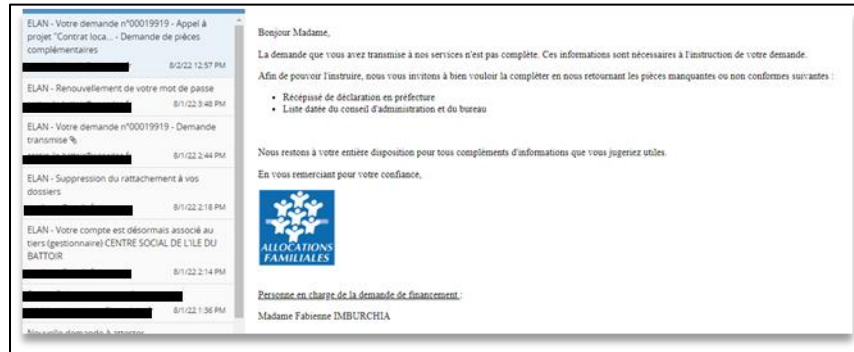 ELAN - Votre demande n°00019919 - Appel à
projet "Contrat loca... - Demande de pièces
complémentaires
8/2/22 12:57 PM
ELAN - Renouvellement de votre mot de passe
8/1/22 3:48 PM
ELAN - Votre demande n°00019919 - Demande
transmise
8/1/22 2:44 PM
ELAN - Suppression du rattachement à vos
dossiers
8/1/22 2:18 PM
ELAN - Votre compte est désormais associé au
tiers (gestionnaire) CENTRE SOCIAL DE L'ILE DU
BATTOIR
8/1/22 2:14 PM
8/1/22 1:36 PM
Nouvelle demande à attester
Bonjour Madame,
La demande que vous avez transmise à nos services n'est pas complète. Ces informations sont nécessaires à l'instruction de votre demande.
Afin de pouvoir l'instruire, nous vous invitons à bien vouloir la compléter en nous retournant les pièces manquantes ou non conformes suivantes :
• Récépissé de déclaration en préfecture
• Liste datée du conseil d'administration et du bureau
Nous restons à votre entière disposition pour tous compléments d'informations que vous jugeriez utiles.
En vous remerciant pour votre confiance,
ALLOCATIONS
FAMILIALES
Personne en charge de la demande de financement :
Madame Fabienne IMBURCHIA